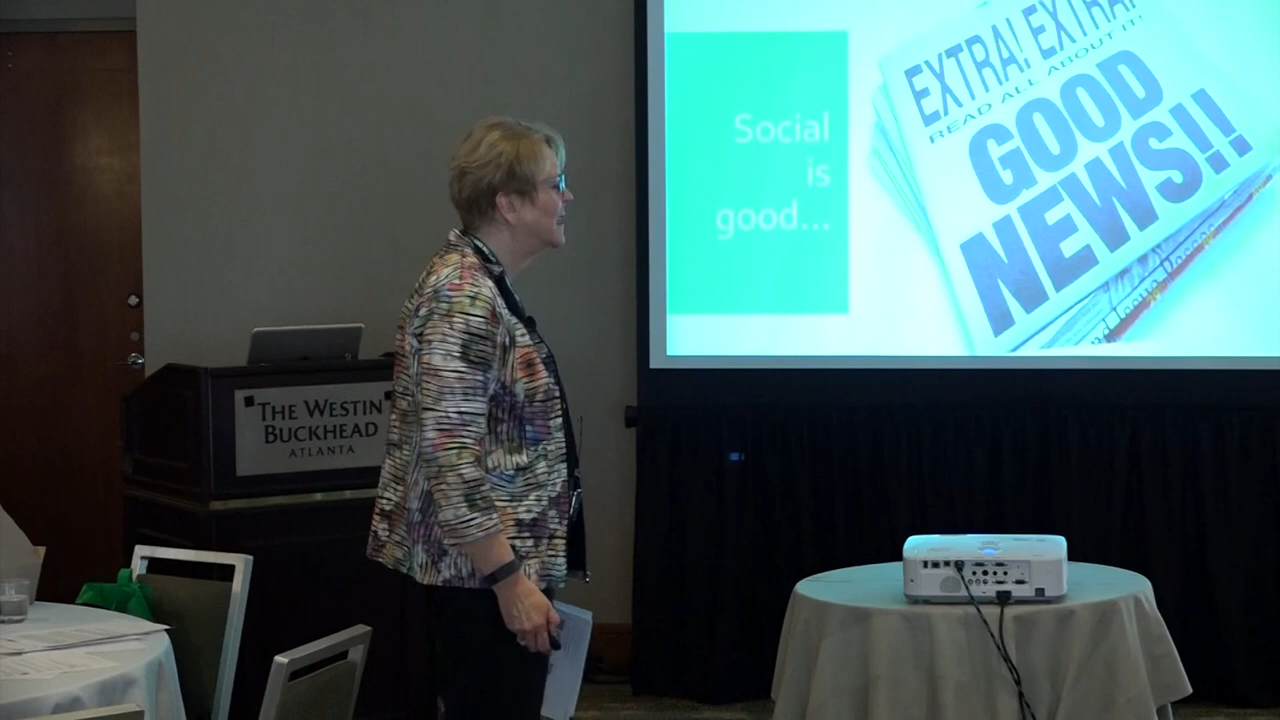 Social
is
good...
EXTRA! EXTRA!
READ ALL ABOUT IT!
GOOD
NEWS!!
THE WESTIN
BUCKHEAD
ATLANTA